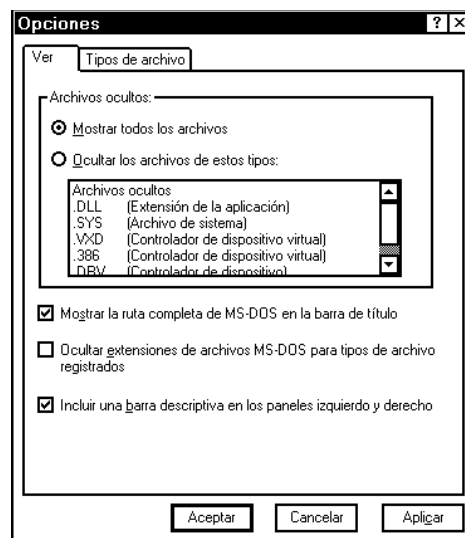 Opciones ? X
Ver Tipos de archivo
Archivos ocultos:
Mostrar todos los archivos
Ocultar los archivos de estos tipos:
Archivos ocultos
.DLL (Extensión de la aplicación)
.SYS (Archivo de sistema)
.VXD (Controlador de dispositivo virtual)
.386 (Controlador de dispositivo virtual)
.DRV (Controlador de dispositivo)
Mostrar la ruta completa de MS-DOS en la barra de título
Ocultar extensiones de archivos MS-DOS para tipos de archivo
registrados
Incluir una barra descriptiva en los paneles izquierdo y derecho
Aceptar Cancelar Aplicar